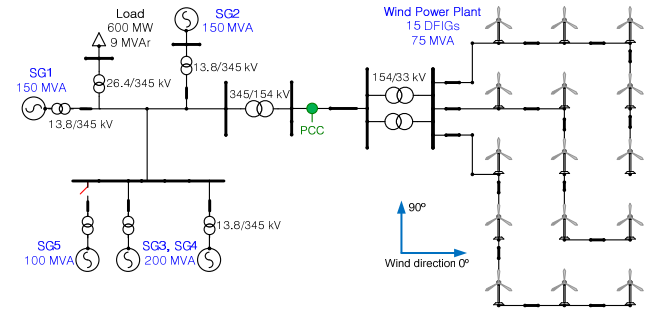 Load
600 MW
9 MVAr
SG2
150 MVA
Wind Power Plant
15 DFIGs
75 MVA
SG1
150 MVA
13.8/345 kV
26.4/345 kV
13,8/345 kV
345/154 kV
PCC
154/33 kV
13.8/345 kV
SG5
100 MVA
SG3, SG4
200 MVA
90º
Wind direction 0º